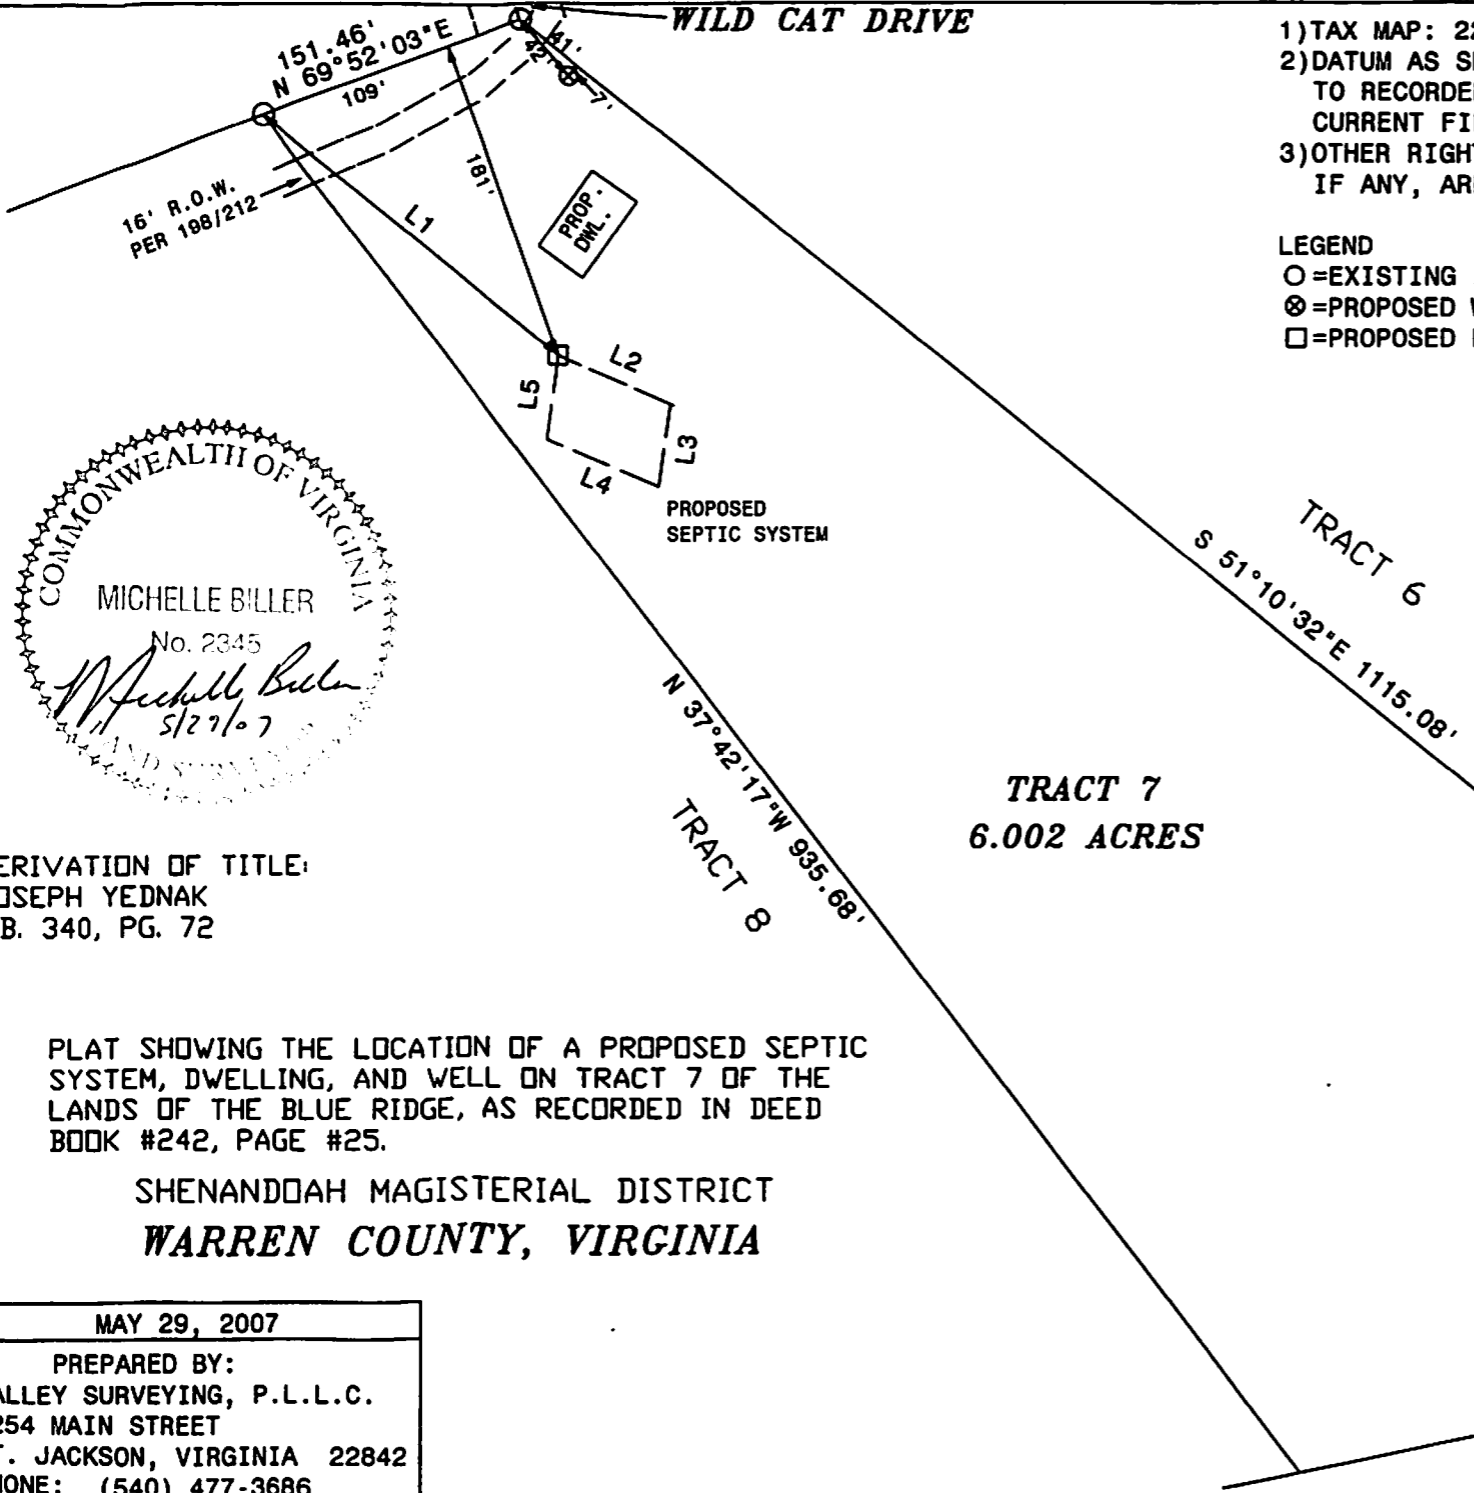 WILD CAT DRIVE
151.46'
N 69°52'03"E
109'
41'
42'
7'
16' R.O.W.
PER 198/212
181'
L1
PROP.
DWL.
L2
L5
L3
L4
PROPOSED
SEPTIC SYSTEM
1)TAX MAP: 22
2)DATUM AS S
TO RECORDE
CURRENT FI
3)OTHER RIGHT
IF ANY, AR
LEGEND
O=EXISTING
⊗=PROPOSED
□=PROPOSED
TRACT 6
S 51°10'32"E 1115.08'
COMMONWEALTH OF VIRGINIA
MICHELLE BILLER
No. 2345
Michelle Biller
5/29/07
LAND SURVEYOR
N 37°42'17"W 935.68'
TRACT 8
TRACT 7
6.002 ACRES
ERIVATION OF TITLE:
OSEPH YEDNAK
B. 340, PG. 72
PLAT SHOWING THE LOCATION OF A PROPOSED SEPTIC
SYSTEM, DWELLING, AND WELL ON TRACT 7 OF THE
LANDS OF THE BLUE RIDGE, AS RECORDED IN DEED
BOOK #242, PAGE #25.
SHENANDOAH MAGISTERIAL DISTRICT
WARREN COUNTY, VIRGINIA
MAY 29, 2007
PREPARED BY:
ALLEY SURVEYING, P.L.L.C.
254 MAIN STREET
T. JACKSON, VIRGINIA 22842
HONE: (540) 477-3686